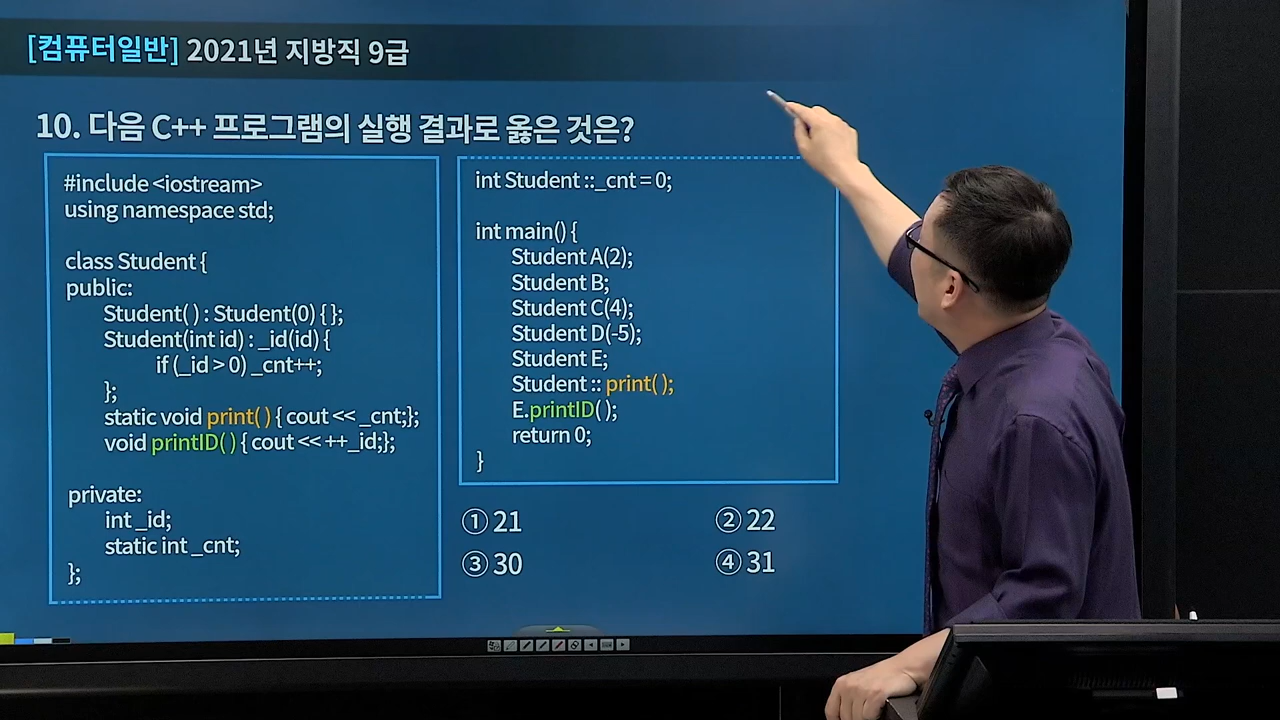 [컴퓨터일반] 2021년 지방직 9급
10. 다음 C++ 프로그램의 실행 결과로 옳은 것은?
#include <iostream>
using namespace std;
class Student {
public:
Student( ) : Student(0) { };
Student(int id) : _id(id) {
if (_id > 0) _cnt++;
};
static void print( ) { cout << _cnt;};
void printID( ) { cout << ++_id;};
private:
int _id;
static int _cnt;
};
int Student ::_cnt = 0;
int main() {
Student A(2);
Student B;
Student C(4);
Student D(-5);
Student E;
Student :: print( );
E.printID( );
return 0;
}
① 21
② 22
③ 30
④ 31